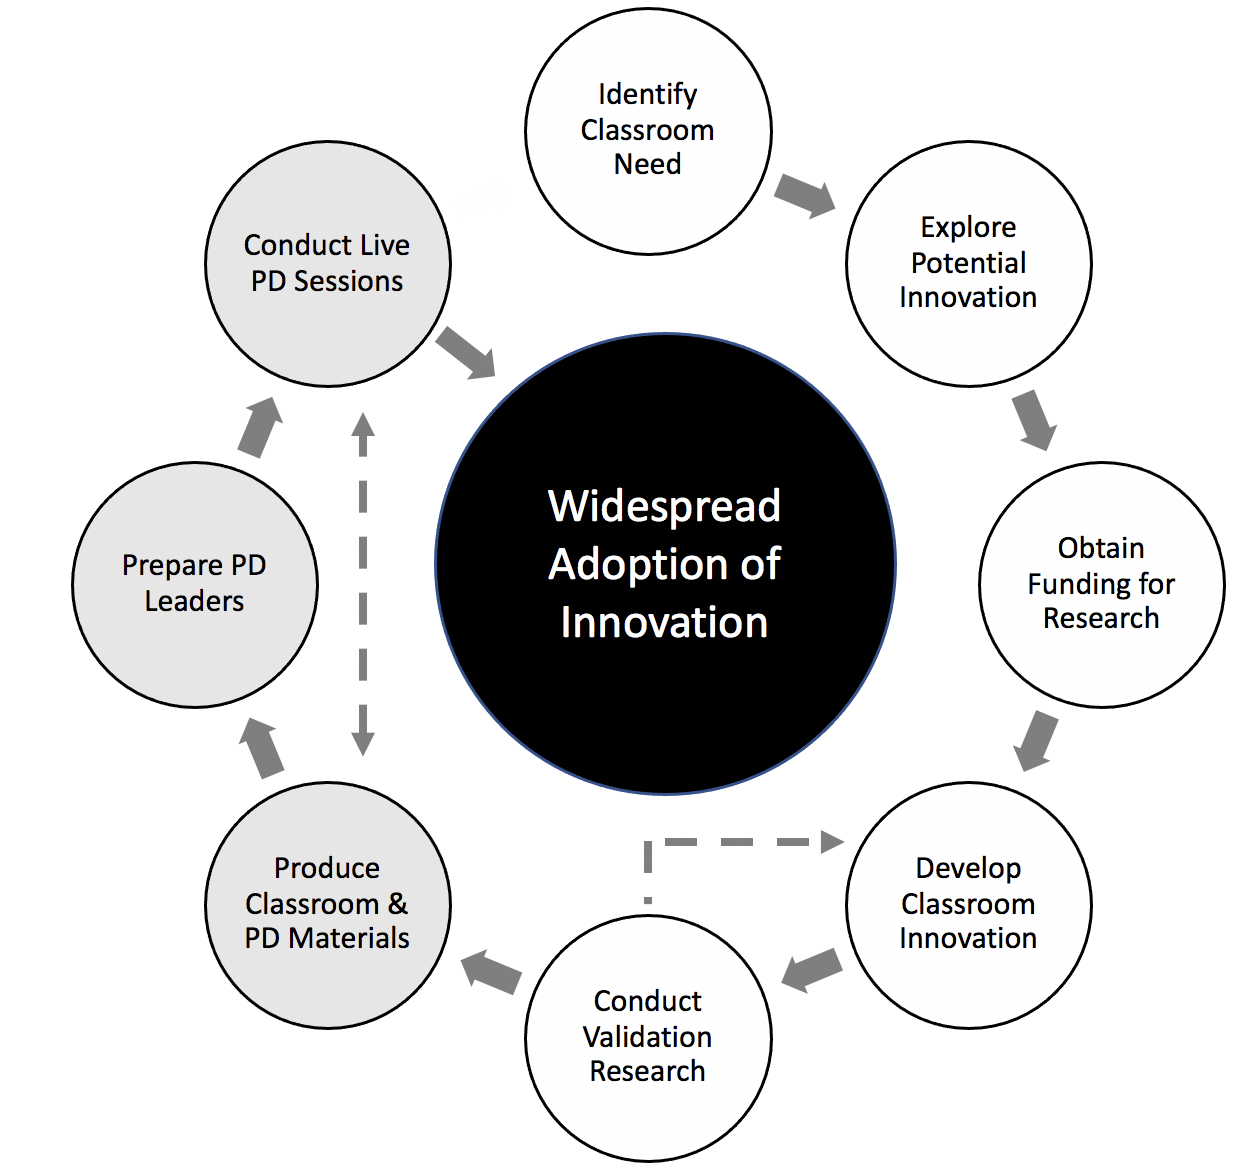 Identify
Classroom
Need
Explore
Potential
Innovation
Obtain
Funding for
Research
Develop
Classroom
Innovation
Conduct
Validation
Research
Produce
Classroom &
PD Materials
Prepare PD
Leaders
Conduct Live
PD Sessions
Widespread
Adoption of
Innovation